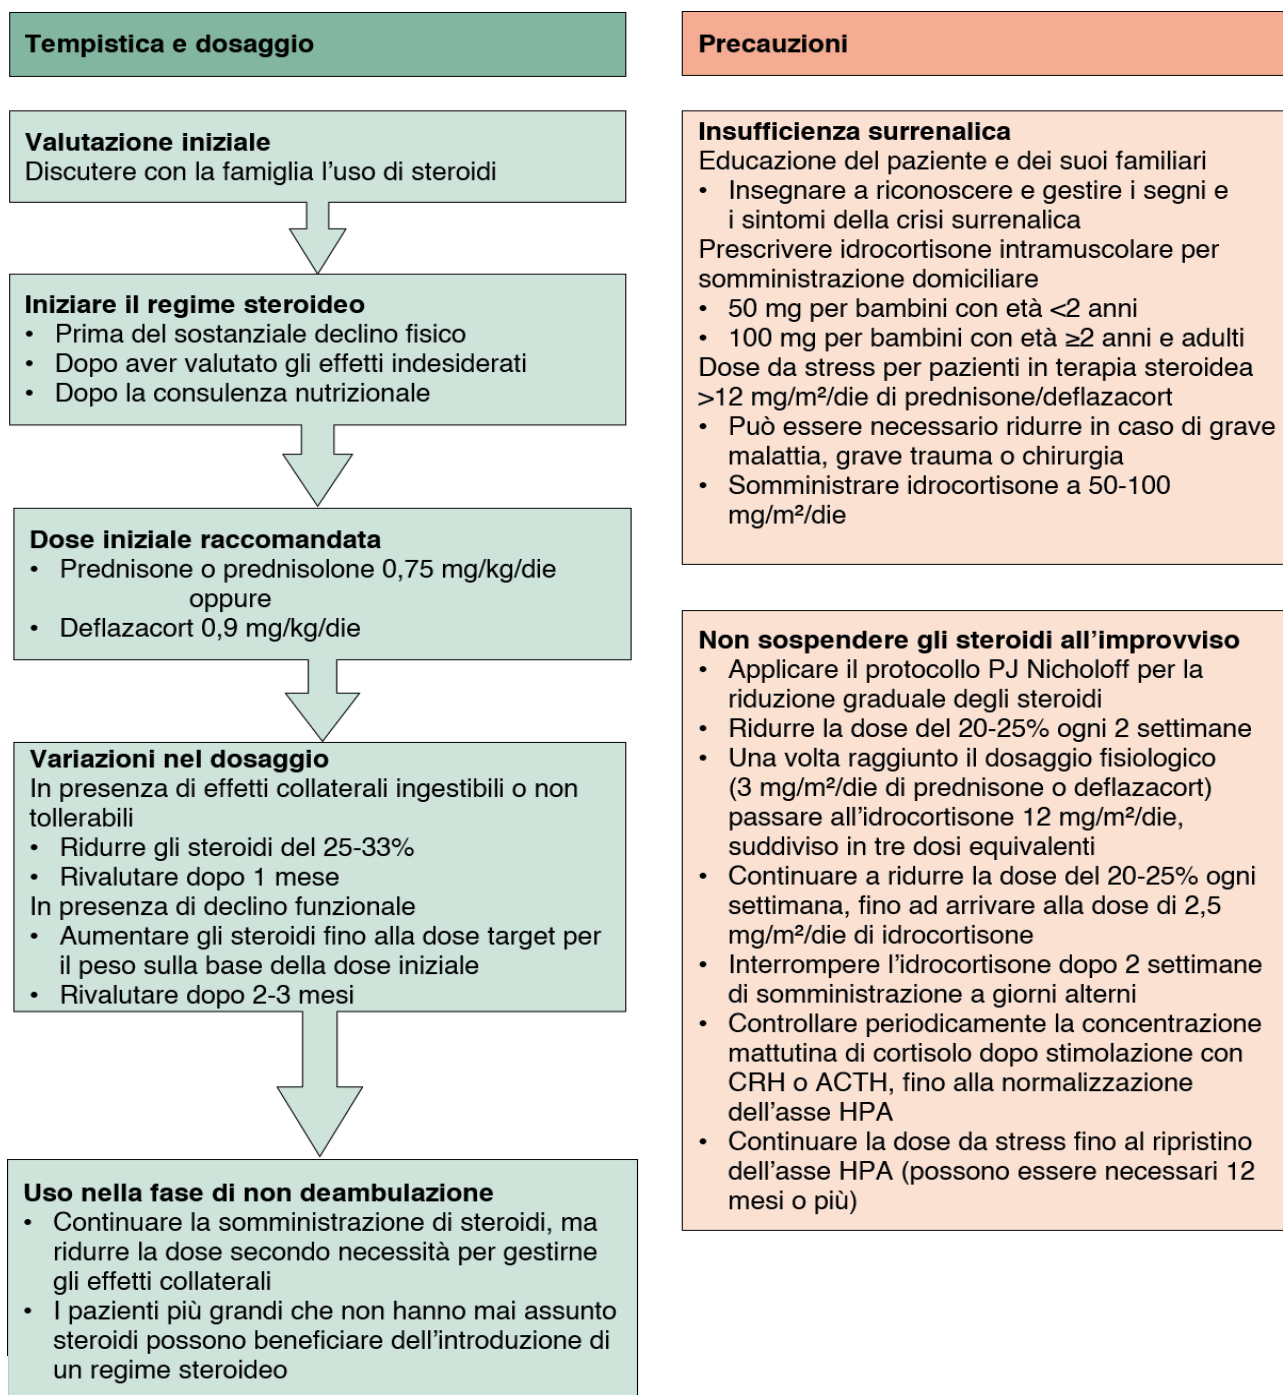 Tempistica e dosaggio
Valutazione iniziale
Discutere con la famiglia l'uso di steroidi
Iniziare il regime steroideo
• Prima del sostanziale declino fisico
• Dopo aver valutato gli effetti indesiderati
• Dopo la consulenza nutrizionale
Dose iniziale raccomandata
• Prednisone o prednisolone 0,75 mg/kg/die
oppure
• Deflazacort 0,9 mg/kg/die
Variazioni nel dosaggio
In presenza di effetti collaterali ingestibili o non
tollerabili
• Ridurre gli steroidi del 25-33%
• Rivalutare dopo 1 mese
In presenza di declino funzionale
• Aumentare gli steroidi fino alla dose target per
il peso sulla base della dose iniziale
• Rivalutare dopo 2-3 mesi
Uso nella fase di non deambulazione
• Continuare la somministrazione di steroidi, ma
ridurre la dose secondo necessità per gestirne
gli effetti collaterali
• I pazienti più grandi che non hanno mai assunto
steroidi possono beneficiare dell'introduzione di
un regime steroideo
Precauzioni
Insufficienza surrenalica
Educazione del paziente e dei suoi familiari
• Insegnare a riconoscere e gestire i segni e
i sintomi della crisi surrenalica
Prescrivere idrocortisone intramuscolare per
somministrazione domiciliare
• 50 mg per bambini con età <2 anni
• 100 mg per bambini con età ≥2 anni e adulti
Dose da stress per pazienti in terapia steroidea
>12 mg/m²/die di prednisone/deflazacort
• Può essere necessario ridurre in caso di grave
malattia, grave trauma o chirurgia
• Somministrare idrocortisone a 50-100
mg/m²/die
Non sospendere gli steroidi all'improvviso
• Applicare il protocollo PJ Nicholoff per la
riduzione graduale degli steroidi
• Ridurre la dose del 20-25% ogni 2 settimane
• Una volta raggiunto il dosaggio fisiologico
(3 mg/m²/die di prednisone o deflazacort)
passare all'idrocortisone 12 mg/m²/die,
suddiviso in tre dosi equivalenti
• Continuare a ridurre la dose del 20-25% ogni
settimana, fino ad arrivare alla dose di 2,5
mg/m²/die di idrocortisone
• Interrompere l'idrocortisone dopo 2 settimane
di somministrazione a giorni alterni
• Controllare periodicamente la concentrazione
mattutina di cortisolo dopo stimolazione con
CRH o ACTH, fino alla normalizzazione
dell'asse HPA
• Continuare la dose da stress fino al ripristino
dell'asse HPA (possono essere necessari 12
mesi o più)